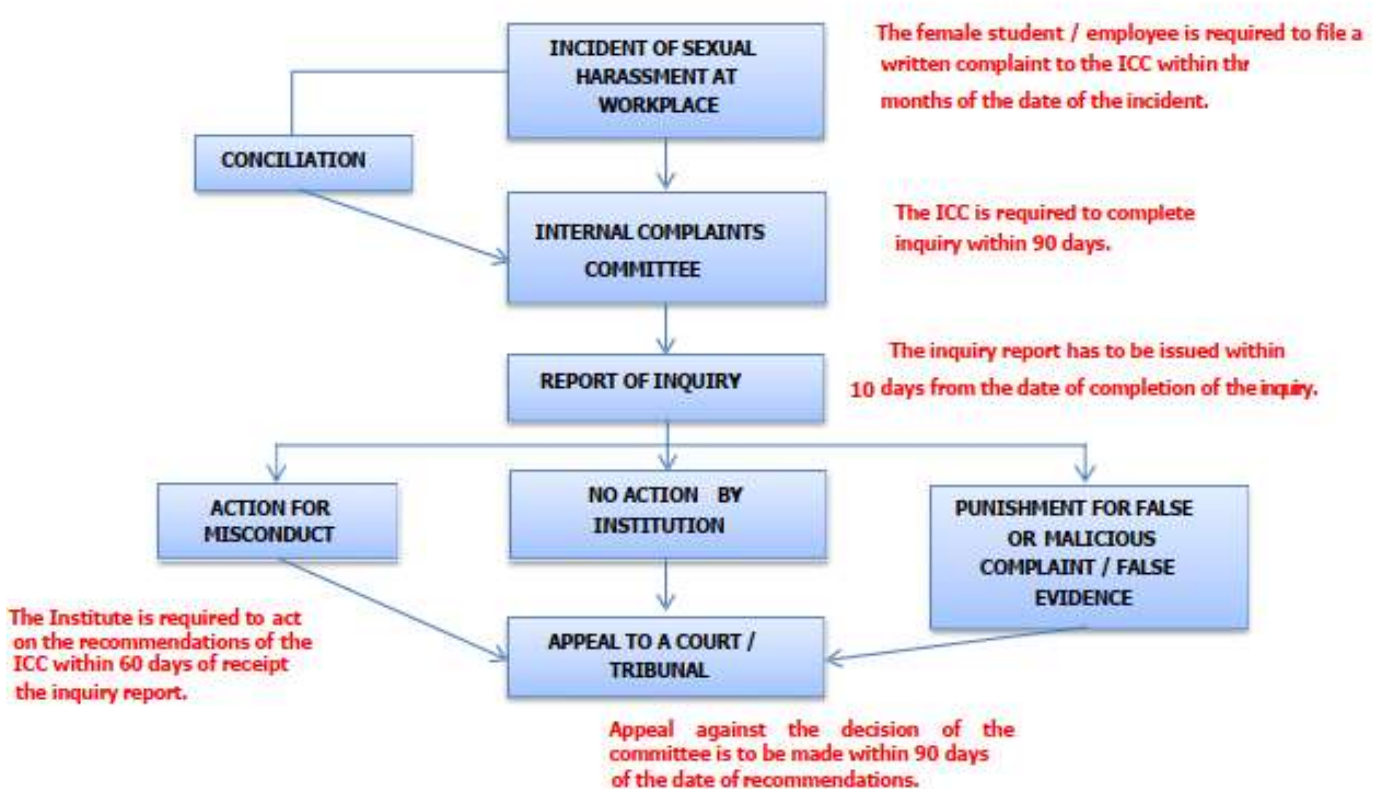 INCIDENT OF SEXUAL
HARASSMENT AT
WORKPLACE
The female student / employee is required to file a
written complaint to the ICC within thr
months of the date of the incident.
CONCILIATION
INTERNAL COMPLAINTS
COMMITTEE
The ICC is required to complete
inquiry within 90 days.
REPORT OF INQUIRY
The inquiry report has to be issued within
10 days from the date of completion of the inquiry.
ACTION FOR
MISCONDUCT
NO ACTION BY
INSTITUTION
PUNISHMENT FOR FALSE
OR MALICIOUS
COMPLAINT / FALSE
EVIDENCE
The Institute is required to act
on the recommendations of the
ICC within 60 days of receipt
the inquiry report.
APPEAL TO A COURT /
TRIBUNAL
Appeal against the decision of the
committee is to be made within 90 days
of the date of recommendations.